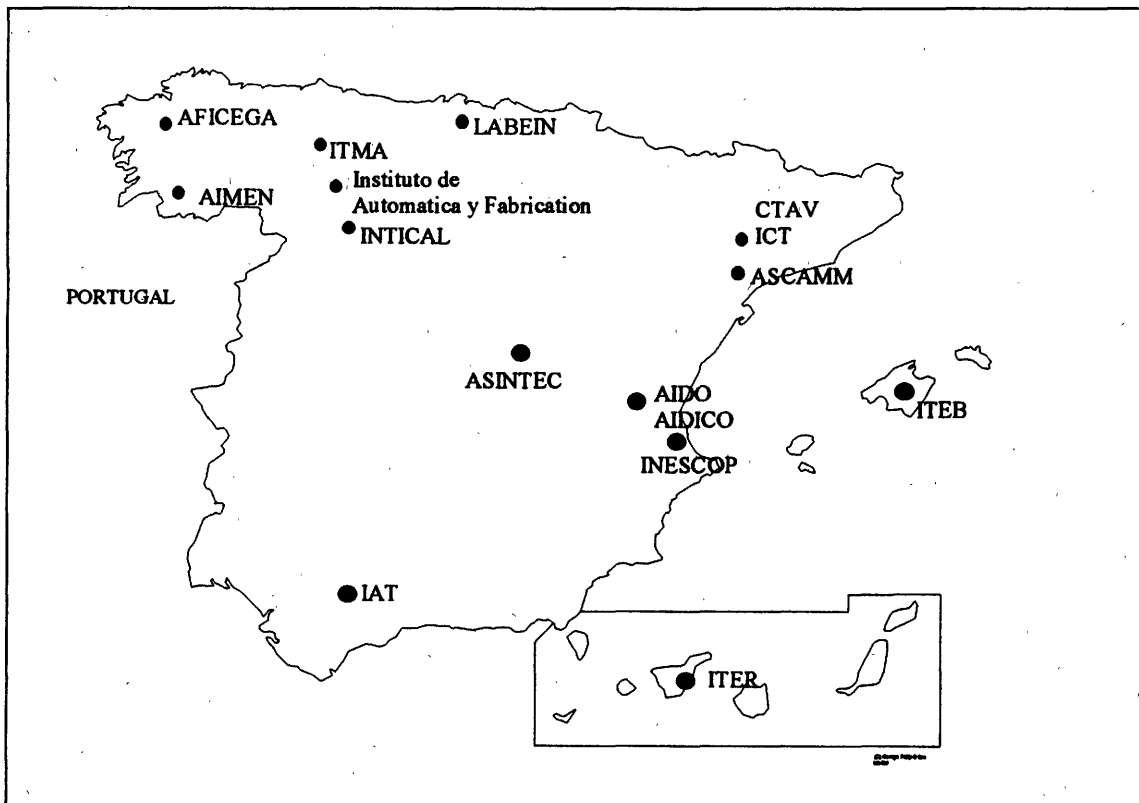 AFICEGA
LABEIN
ITMA
Instituto de
Automatica y Fabrication
AIMEN
INTICAL
CTAV
ICT
ASCAMM
PORTUGAL
ASINTEC
AIDO
AIDICO
ITEB
INESCOP
IAT
ITER